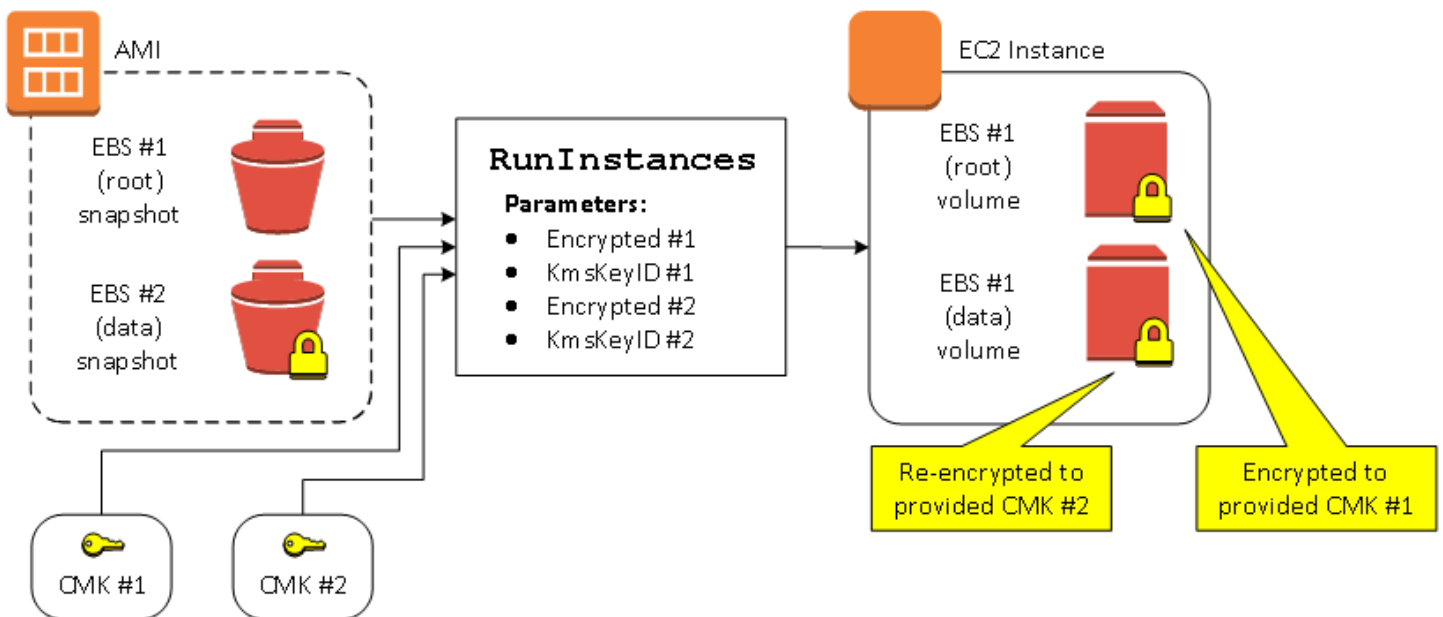 AMI
EBS #1
(root)
snapshot
EBS #2
(data)
snapshot
CMK #1
CMK #2
RunInstances
Parameters:
• Encrypted #1
• KmsKeyID #1
• Encrypted #2
• KmsKeyID #2
EC2 Instance
EBS #1
(root)
volume
EBS #1
(data)
volume
Re-encrypted to
provided CMK #2
Encrypted to
provided CMK #1